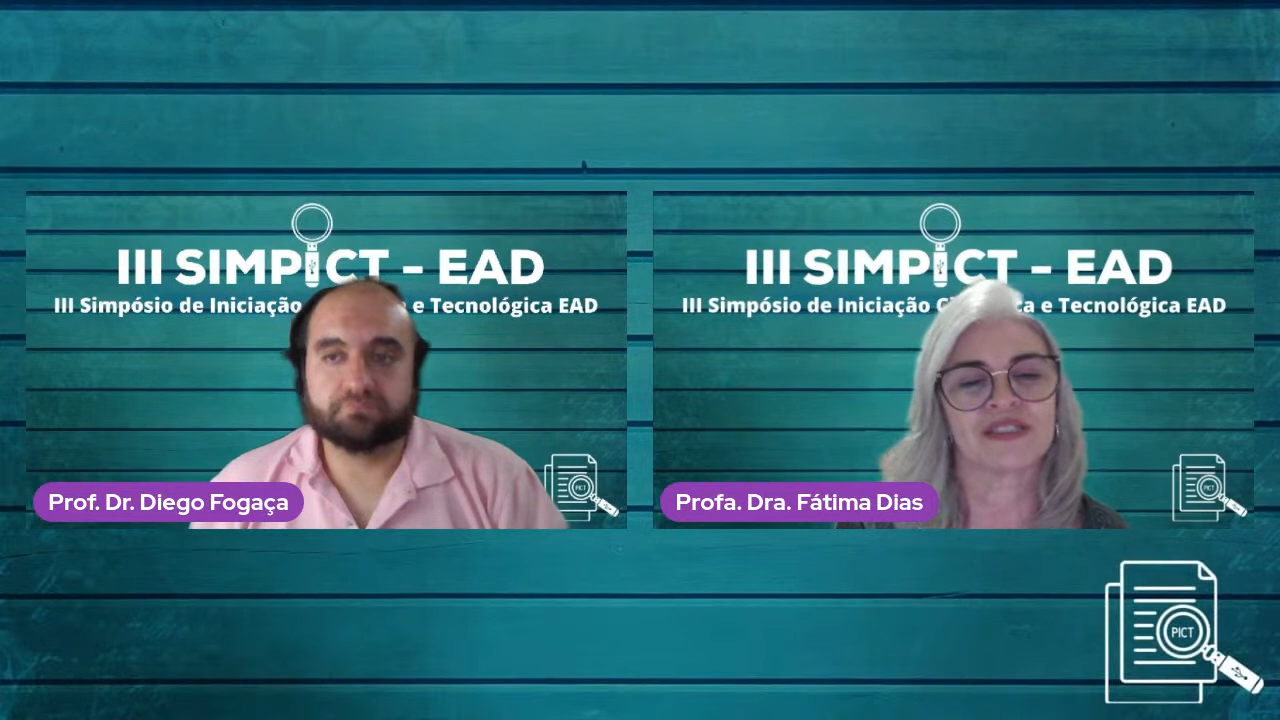 III SIMPICT - EAD
III Simpósio de Iniciação e Tecnológica EAD
Prof. Dr. Diego Fogaça
PICT
III SIMPICT - EAD
III Simpósio de Iniciação e Tecnológica EAD
Profa. Dra. Fátima Dias
PICT
PICT